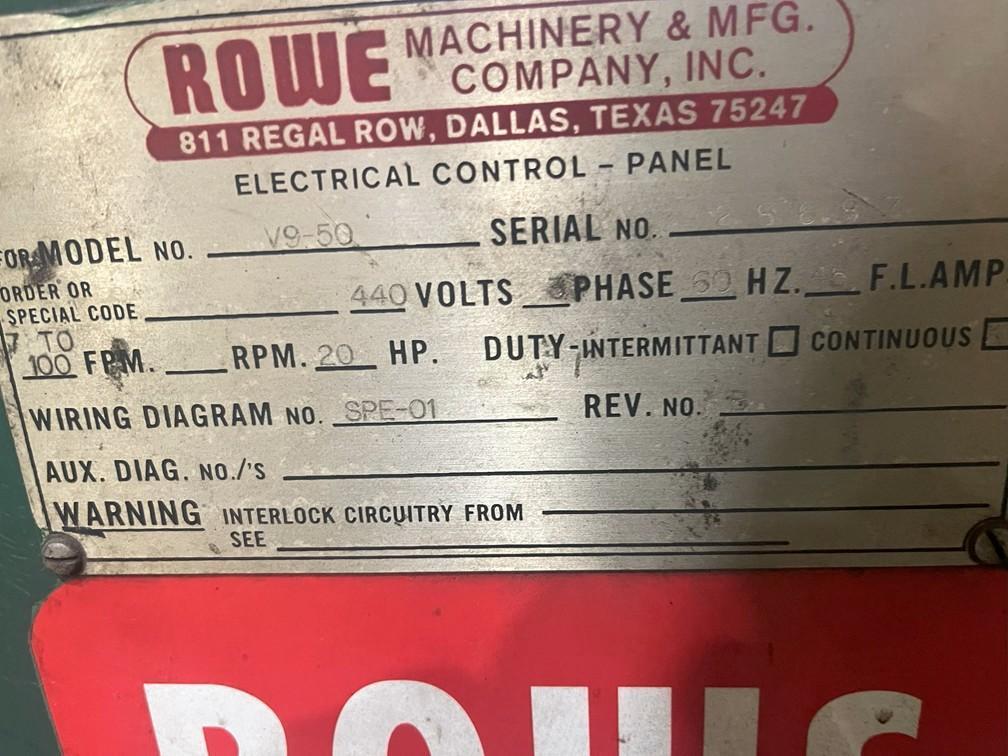 ROWE MACHINERY & MFG.
COMPANY, INC.
811 REGAL ROW, DALLAS, TEXAS 75247
ELECTRICAL CONTROL - PANEL
FOR MODEL NO. V9-50 SERIAL NO.
ORDER OR
SPECIAL CODE 440 VOLTS 3 PHASE 60 HZ. F.L.AMP
7 TO
100 FPM. RPM. 20 HP. DUTY-INTERMITTANT CONTINUOUS
WIRING DIAGRAM NO. SPE-01 REV. NO.
AUX. DIAG. NO./'S
WARNING INTERLOCK CIRCUITRY FROM
SEE
ROWE